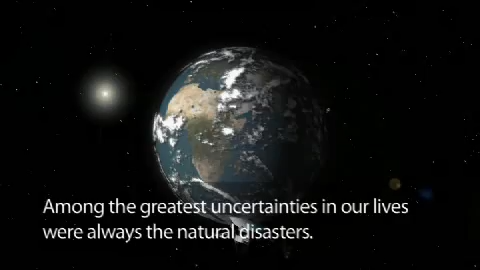 Among the greatest uncertainties in our lives
were always the natural disasters.